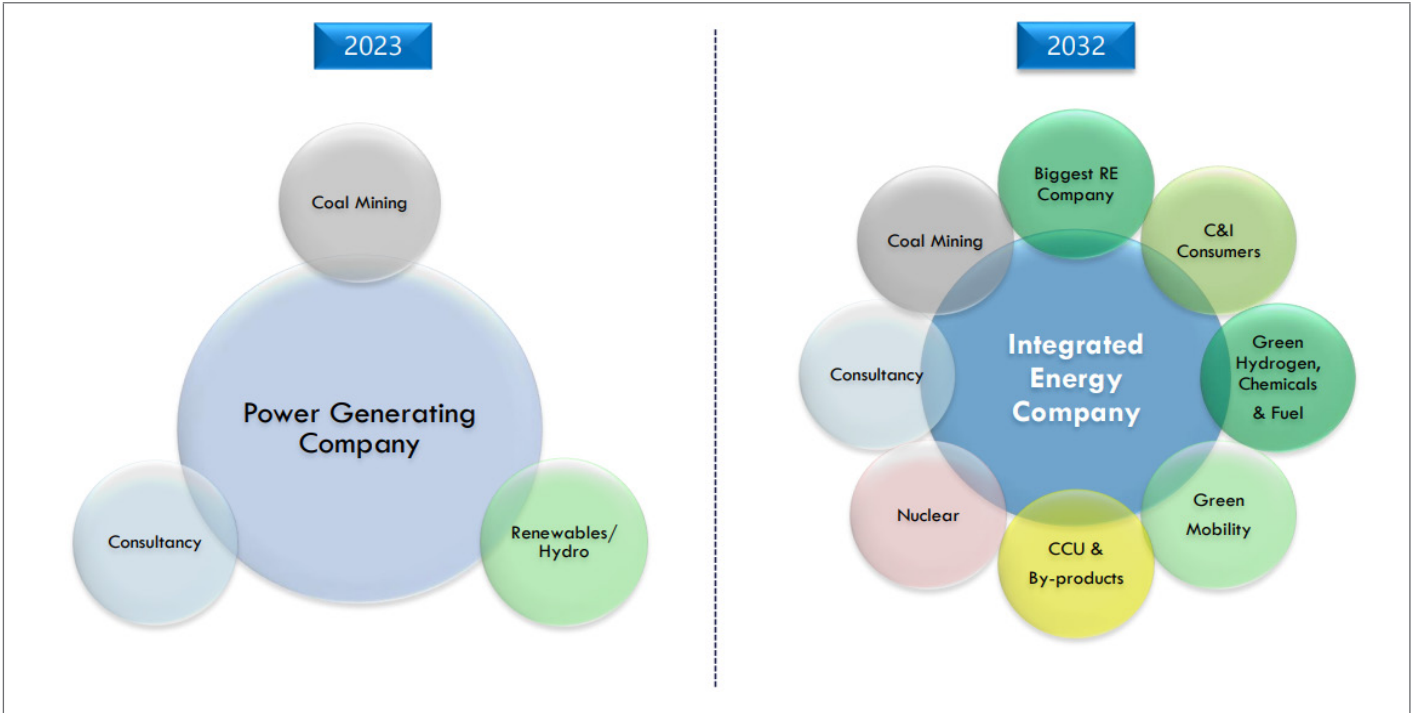 2023
Coal Mining
Power Generating
Company
Consultancy
Renewables/
Hydro
2032
Biggest RE
Company
C&I
Consumers
Coal Mining
Integrated
Energy
Company
Green
Hydrogen,
Chemicals
& Fuel
Consultancy
Green
Mobility
Nuclear
CCU &
By-products